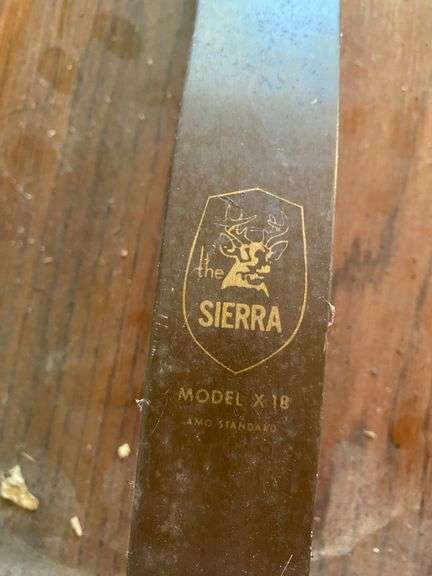 the
SIERRA
MODEL X 18
AMO STANDARD